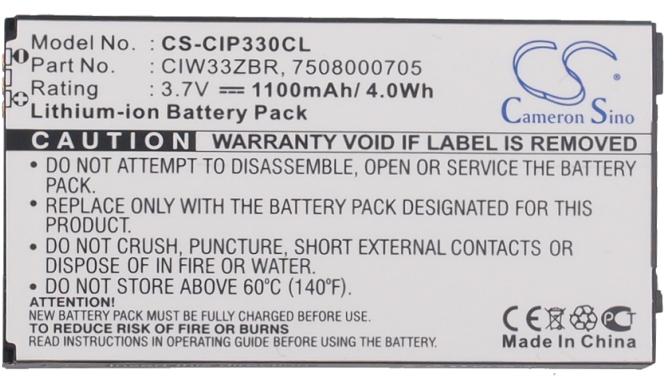 Model No. : CS-CIP330CL
Part No. : CIW33ZBR, 7508000705
Rating : 3.7V 1100mAh/ 4.0Wh
Lithium-ion Battery Pack
CS
Cameron Sino
CAUTION WARRANTY VOID IF LABEL IS REMOVED
• DO NOT ATTEMPT TO DISASSEMBLE, OPEN OR SERVICE THE BATTERY
PACK.
• REPLACE ONLY WITH THE BATTERY PACK DESIGNATED FOR THIS
PRODUCT.
• DO NOT CRUSH, PUNCTURE, SHORT EXTERNAL CONTACTS OR
DISPOSE OF IN FIRE OR WATER.
• DO NOT STORE ABOVE 60°C (140°F).
ATTENTION!
NEW BATTERY PACK MUST BE FULLY CHARGED BEFORE USE.
TO REDUCE RISK OF FIRE OR BURNS
READ INSTRUCTIONS IN OPERATING GUIDE BEFORE USING BATTERY.
CE PCT
Made In China